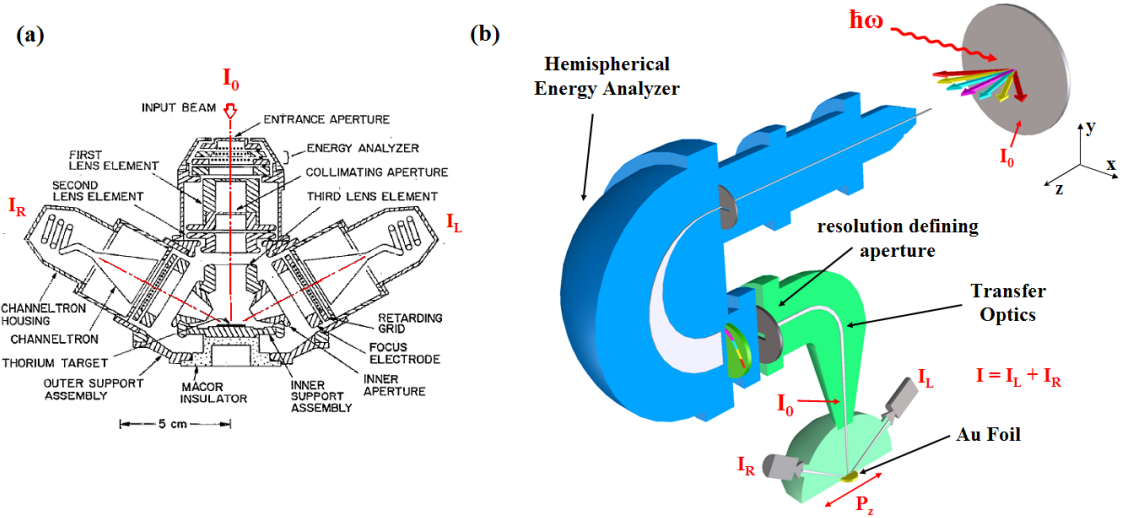 (a)
I0
INPUT BEAM
ENTRANCE APERTURE
ENERGY ANALYZER
COLLIMATING APERTURE
THIRD LENS ELEMENT
FIRST
LENS ELEMENT
SECOND
LENS ELEMENT
IR
IL
CHANNELTRON
HOUSING
CHANNELTRON
THORIUM TARGET
OUTER SUPPORT
ASSEMBLY
MACOR
INSULATOR
INNER
SUPPORT
ASSEMBLY
INNER
APERTURE
FOCUS
ELECTRODE
RETARDING
GRID
5 cm
(b)
ħω
Hemispherical
Energy Analyzer
I0
y
x
z
resolution defining
aperture
Transfer
Optics
I = IL + IR
IL
I0
Au Foil
IR
Pz